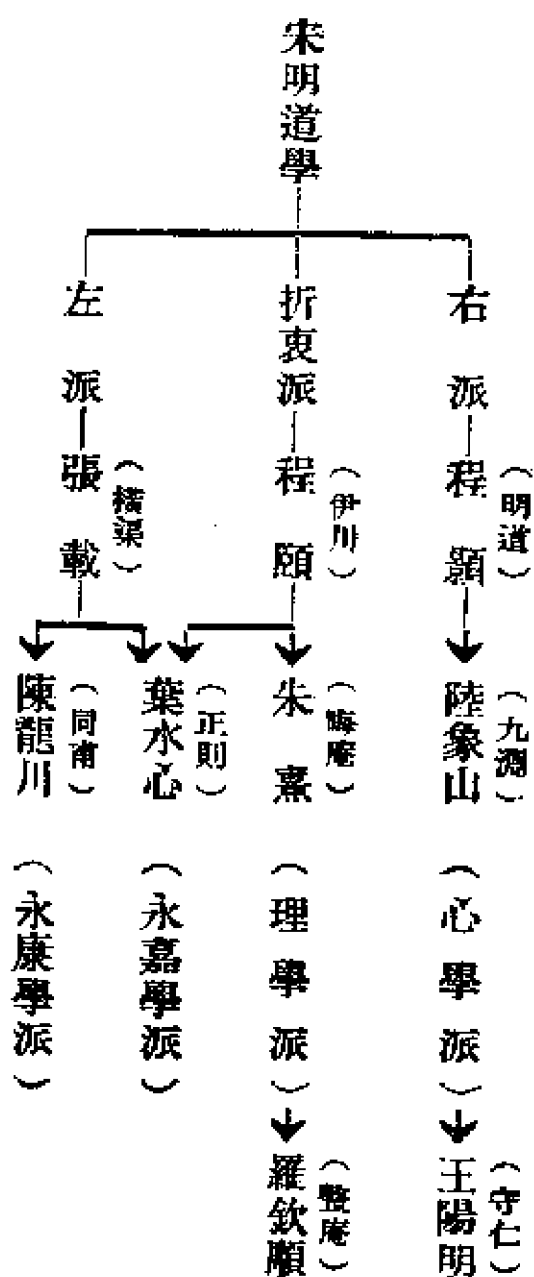 宋明道學
右派
程顥
（明道）
陸象山
（九淵）
（心學派）
王陽明
（守仁）
折衷派
程頤
（伊川）
朱熹
（晦庵）
（理學派）
羅欽順
（整庵）
左派
張載
（橫渠）
葉水心
（正則）
（永嘉學派）
陳龍川
（同甫）
（永康學派）